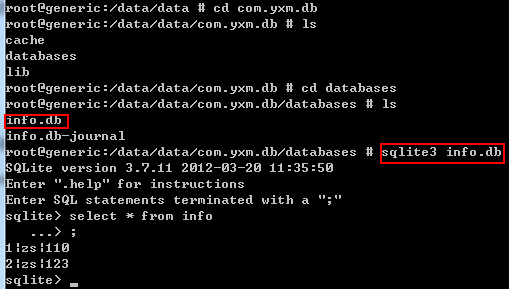 root@generic:/data/data # cd com.yxm.db
root@generic:/data/data/com.yxm.db # ls
cache
databases
lib
root@generic:/data/data/com.yxm.db # cd databases
root@generic:/data/data/com.yxm.db/databases # ls
info.db
info.db-journal
root@generic:/data/data/com.yxm.db/databases # sqlite3 info.db
SQLite version 3.7.11 2012-03-20 11:35:50
Enter ".help" for instructions
Enter SQL statements terminated with a ";"
sqlite> select * from info
   ...> ;
1|zs|110
2|zs|123
sqlite> _